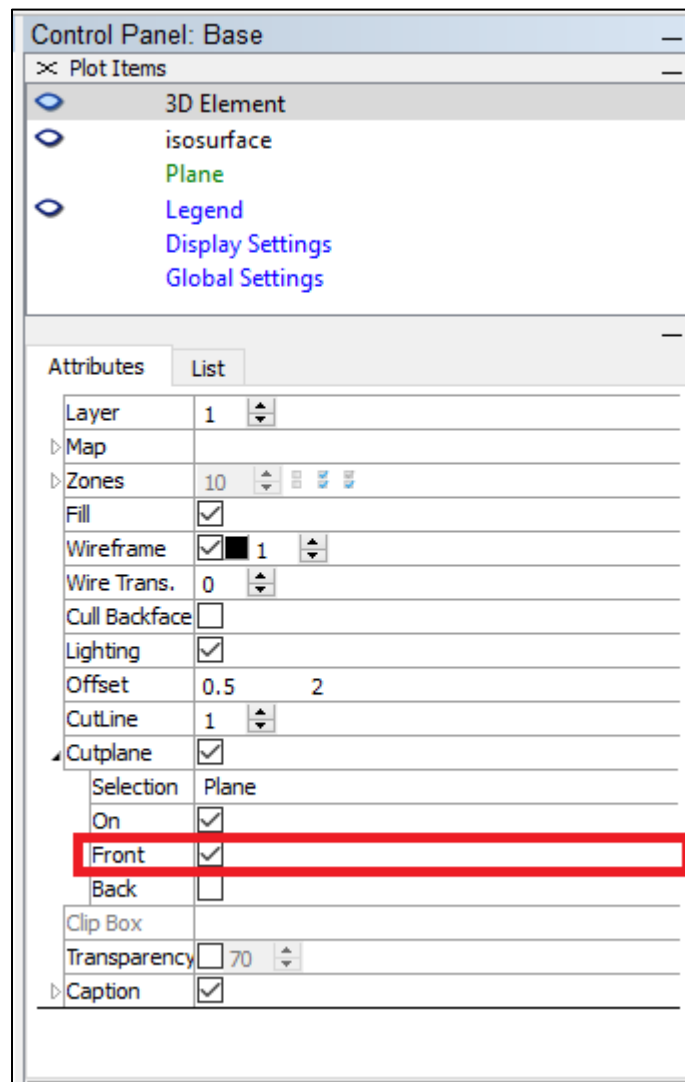 Control Panel: Base
Plot Items
3D Element
isosurface
Plane
Legend
Display Settings
Global Settings
Attributes List
Layer 1
Map
Zones 10
Fill
Wireframe 1
Wire Trans. 0
Cull Backface
Lighting
Offset 0.5 2
CutLine 1
Cutplane
Selection Plane
On
Front
Back
Clip Box
Transparency 70
Caption